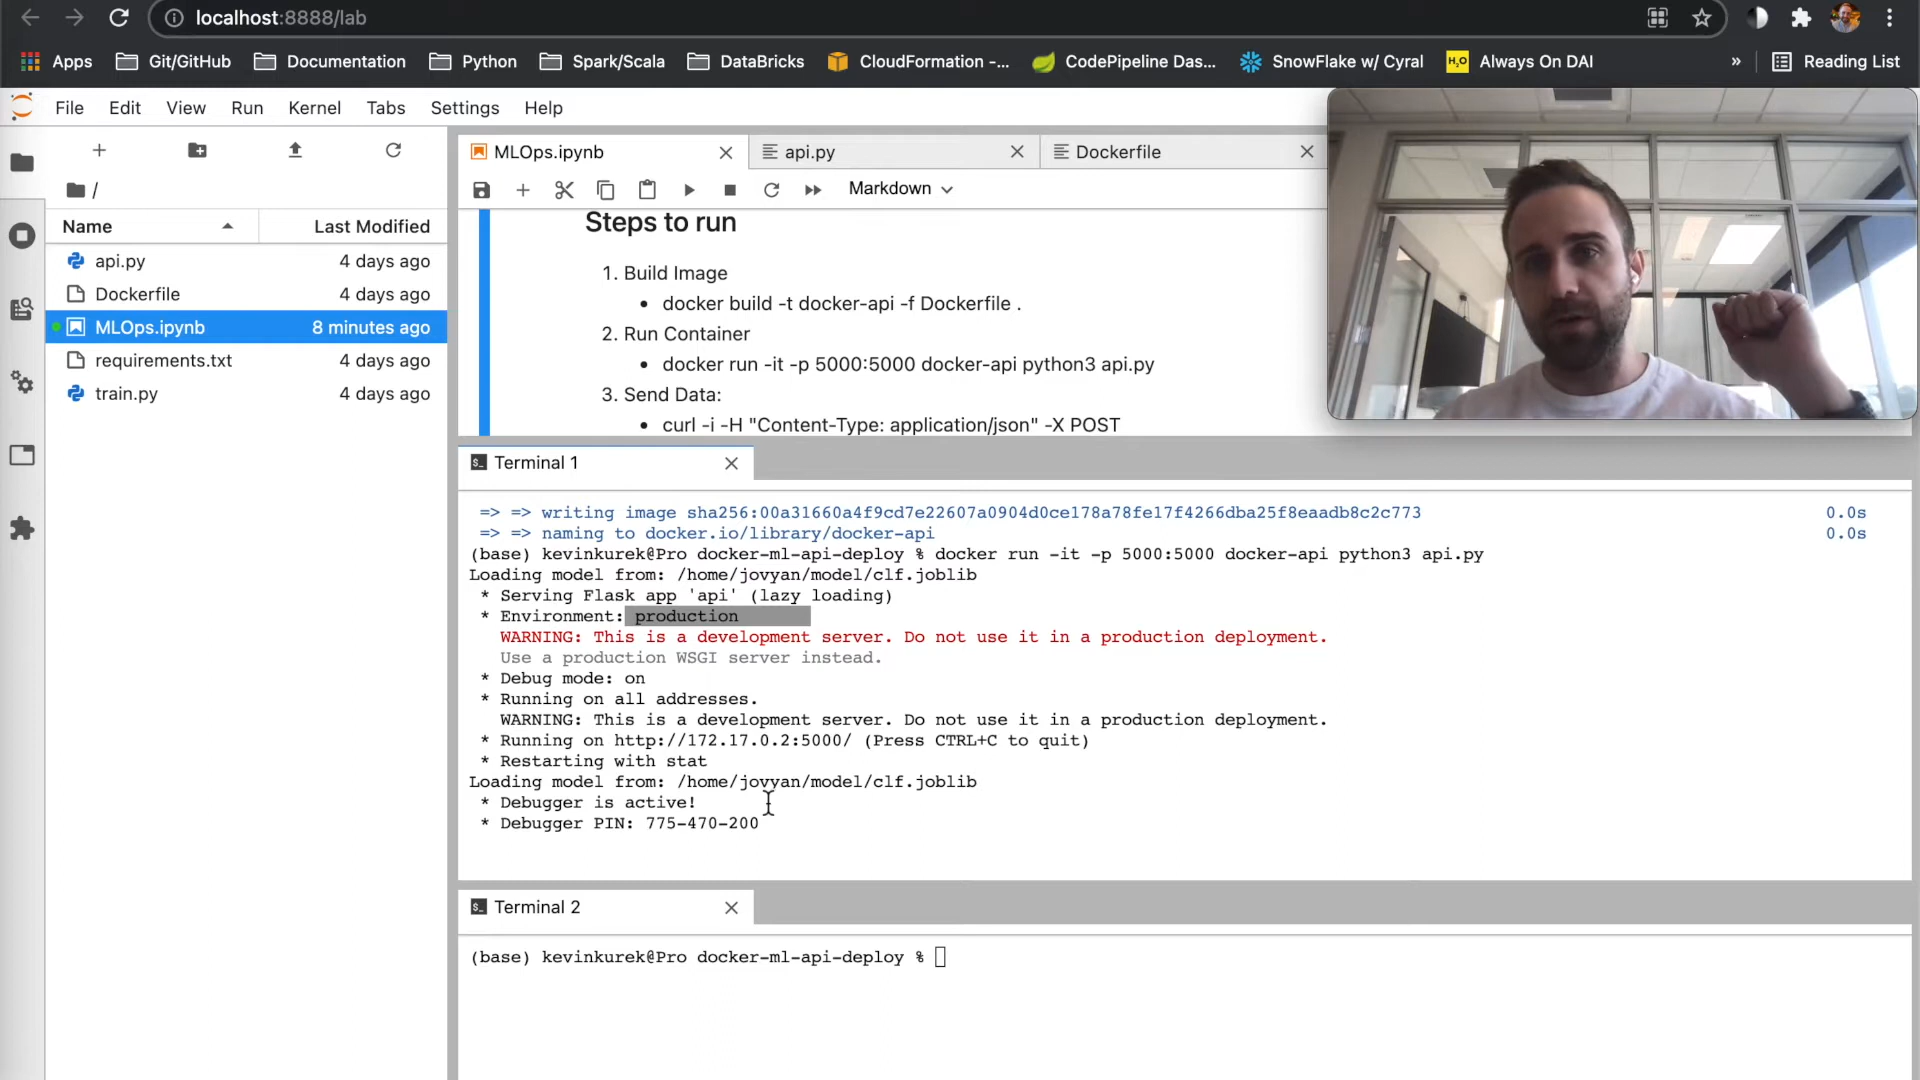 localhost:8888/lab
Apps
Git/GitHub
Documentation
Python
Spark/Scala
DataBricks
CloudFormation -...
CodePipeline Das...
SnowFlake w/ Cyral
H2O
Always On DAI
»
Reading List
File
Edit
View
Run
Kernel
Tabs
Settings
Help
/
Name
Last Modified
api.py
4 days ago
Dockerfile
4 days ago
MLOps.ipynb
8 minutes ago
requirements.txt
4 days ago
train.py
4 days ago
MLOps.ipynb
api.py
Dockerfile
Markdown
Steps to run
1. Build Image
• docker build -t docker-api -f Dockerfile .
2. Run Container
• docker run -it -p 5000:5000 docker-api python3 api.py
3. Send Data:
• curl -i -H "Content-Type: application/json" -X POST
Terminal 1
=> => writing image sha256:00a31660a4f9cd7e22607a0904d0ce178a78fe17f4266dba25f8eaadb8c2c773 0.0s
=> => naming to docker.io/library/docker-api 0.0s
(base) kevinkurek@Pro docker-ml-api-deploy % docker run -it -p 5000:5000 docker-api python3 api.py
Loading model from: /home/jovyan/model/clf.joblib
* Serving Flask app 'api' (lazy loading)
* Environment: production
WARNING: This is a development server. Do not use it in a production deployment.
Use a production WSGI server instead.
* Debug mode: on
* Running on all addresses.
WARNING: This is a development server. Do not use it in a production deployment.
* Running on http://172.17.0.2:5000/ (Press CTRL+C to quit)
* Restarting with stat
Loading model from: /home/jovyan/model/clf.joblib
* Debugger is active!
* Debugger PIN: 775-470-200
Terminal 2
(base) kevinkurek@Pro docker-ml-api-deploy %